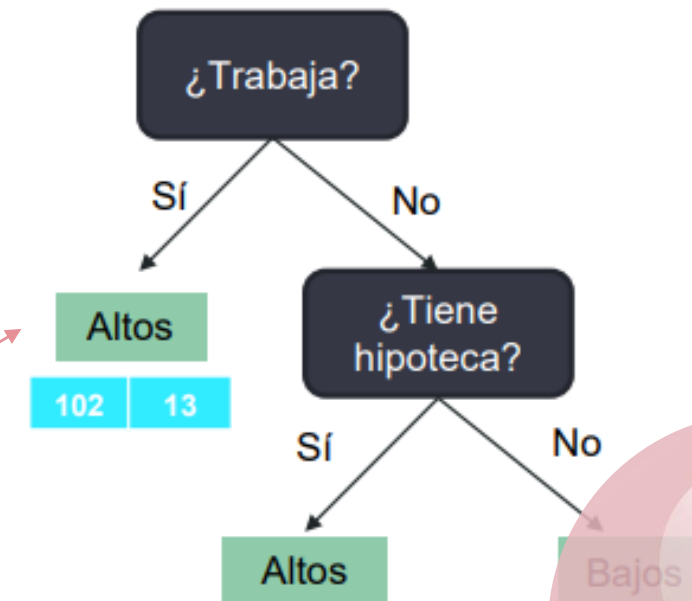 ¿Trabaja?
Sí
No
Altos
102 13
¿Tiene
hipoteca?
Sí
No
Altos
Bajos